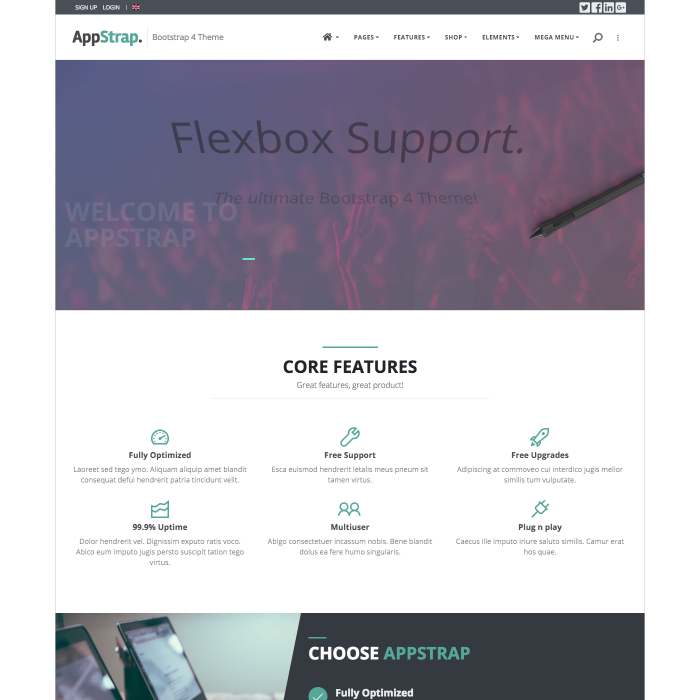 SIGN UP LOGIN |
AppStrap. Bootstrap 4 Theme
PAGES FEATURES SHOP ELEMENTS MEGA MENU
Flexbox Support.
The ultimate Bootstrap 4 Theme!
WELCOME TO
APPSTRAP
CORE FEATURES
Great features, great product!
Fully Optimized
Laoreet sed tego ymo. Aliquam aliquip amet blandit
consequat defui hendrerit patria tincidunt velit.
Free Support
Esca euismod hendrerit letalis meus pneum sit
tamen virtus.
Free Upgrades
Adipiscing at commoveo cui interdico jugis melior
similis tum vulputate.
99.9% Uptime
Dolor hendrerit vel. Dignissim exputo ratis voco.
Abico eum imputo jugis persto suscipit tation tego
virtus.
Multiuser
Abigo consectetuer incassum nobis. Bene blandit
dolus ea fere humo singularis.
Plug n play
Caecus ille imputo iriure saluto similis. Camur erat
hos quae.
CHOOSE APPSTRAP
Fully Optimized